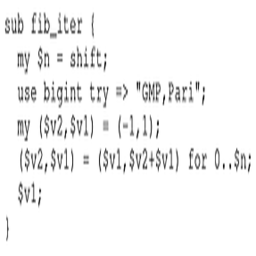 sub fib_iter {
  my $n = shift;
  use bigint try => "GMP,Pari";
  my ($v2,$v1) = (-1,1);
  ($v2,$v1) = ($v1,$v2+$v1) for 0..$n;
  $v1;
}